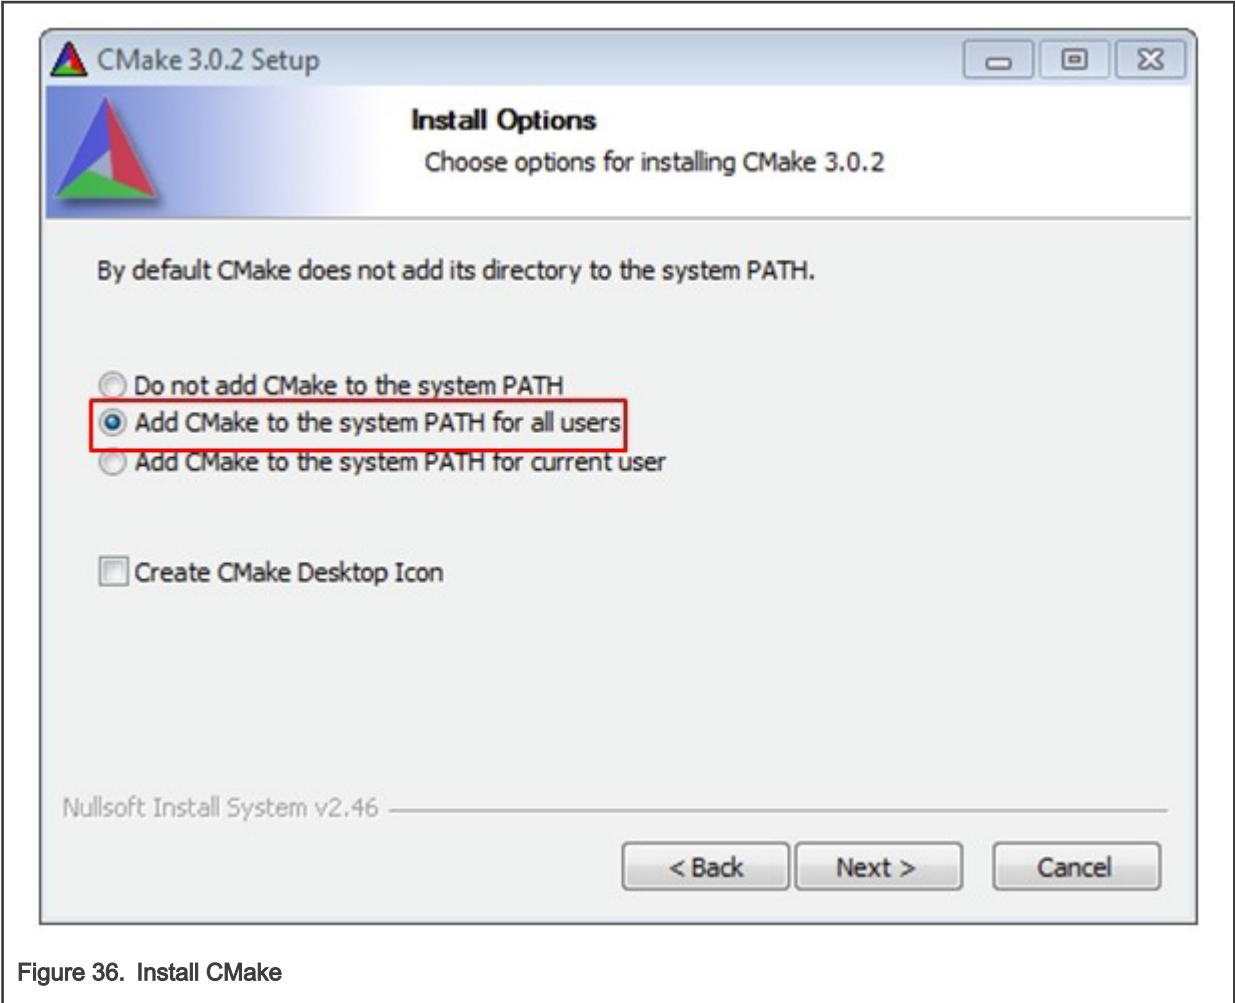 CMake 3.0.2 Setup
Install Options
Choose options for installing CMake 3.0.2
By default CMake does not add its directory to the system PATH.
Do not add CMake to the system PATH
Add CMake to the system PATH for all users
Add CMake to the system PATH for current user
Create CMake Desktop Icon
Nullsoft Install System v2.46
< Back Next > Cancel
Figure 36. Install CMake